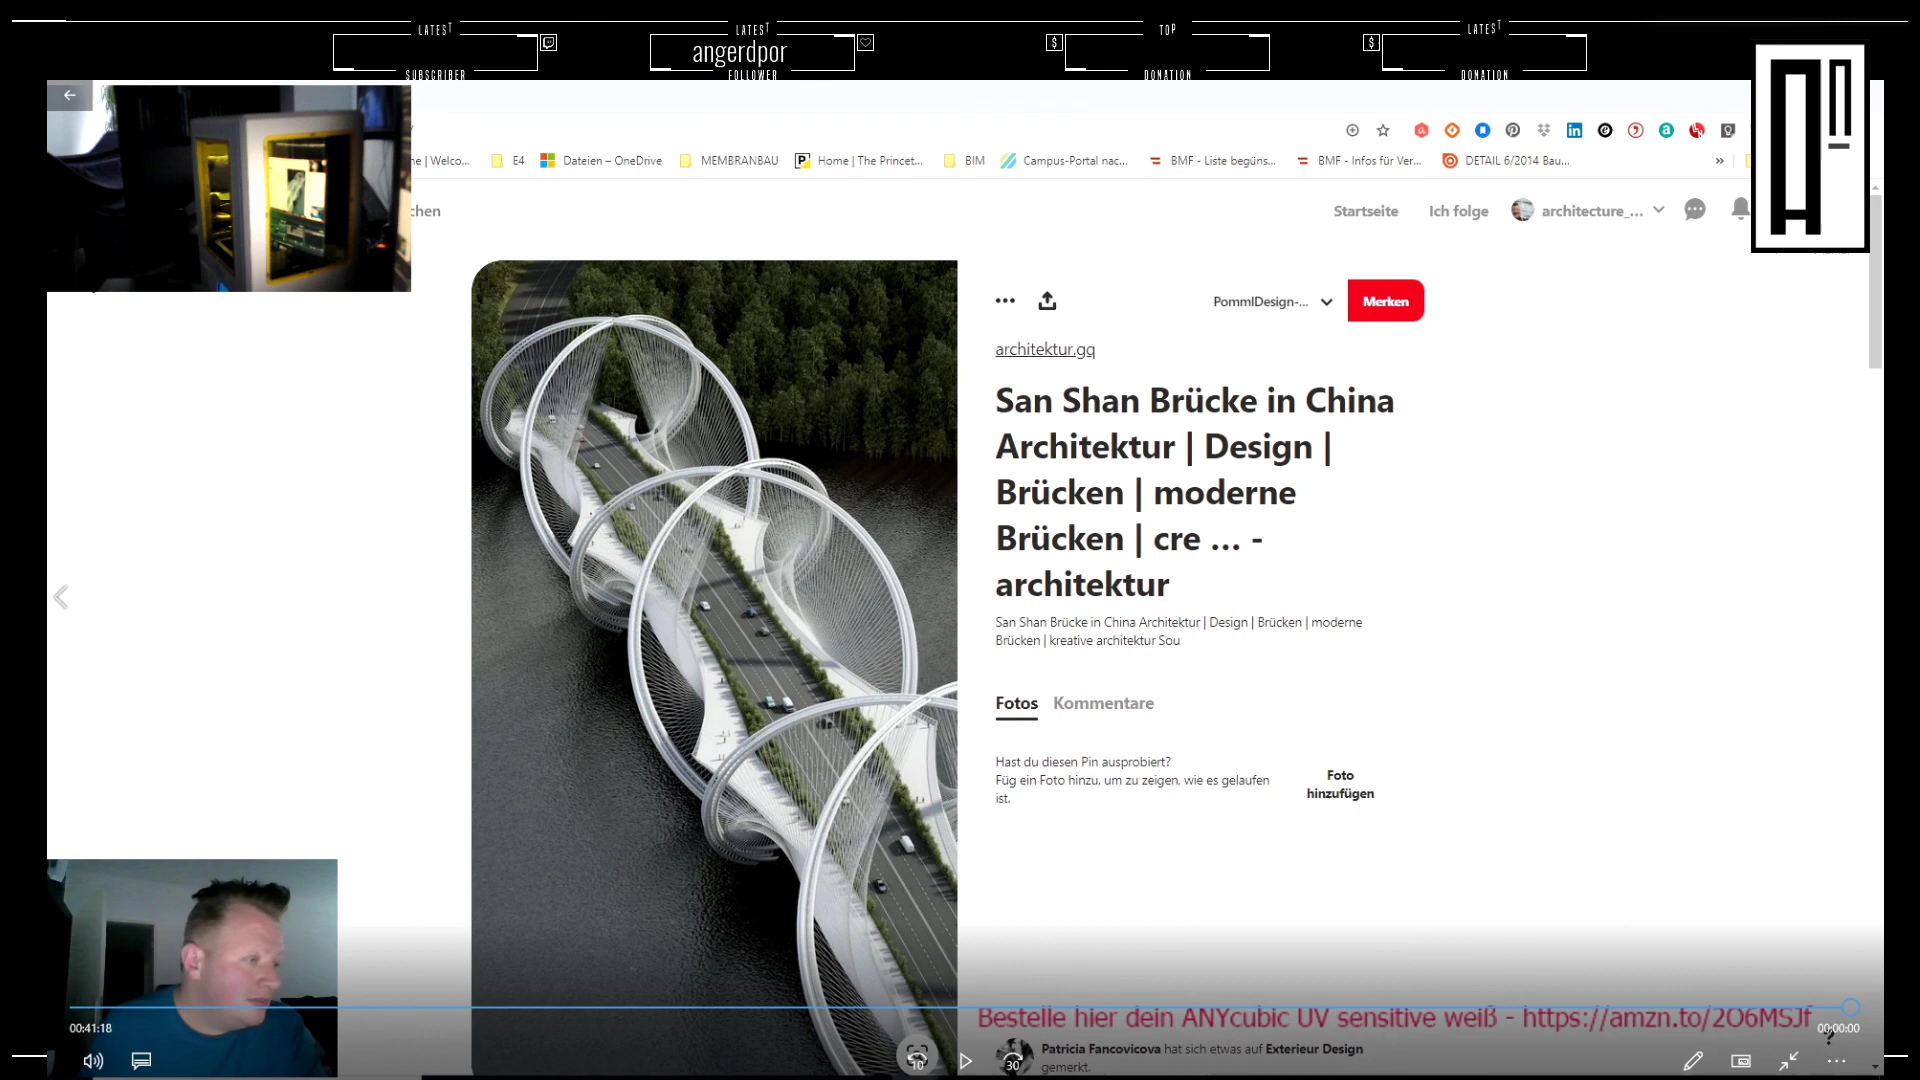 LATEST
SUBSCRIBER
LATEST
angerdpor
FOLLOWER
TOP
DONATION
LATEST
DONATION
ne | Welco...
E4
Dateien – OneDrive
MEMBRANBAU
Home | The Princet...
BIM
Campus-Portal nac...
BMF - Liste begüns...
BMF - Infos für Ver...
DETAIL 6/2014 Bau...
»
chen
Startseite
Ich folge
architecture_...
PommlDesign-...
Merken
architektur.gq
San Shan Brücke in China
Architektur | Design |
Brücken | moderne
Brücken | cre … -
architektur
San Shan Brücke in China Architektur | Design | Brücken | moderne
Brücken | kreative architektur Sou
Fotos
Kommentare
Hast du diesen Pin ausprobiert?
Füg ein Foto hinzu, um zu zeigen, wie es gelaufen
ist.
Foto
hinzufügen
Bestelle hier dein ANYcubic UV sensitive weiß - https://amzn.to/2O6MSJf
00:41:18
00:00:00
Patricia Fancovicova hat sich etwas auf Exterieur Design
gemerkt.
10
30